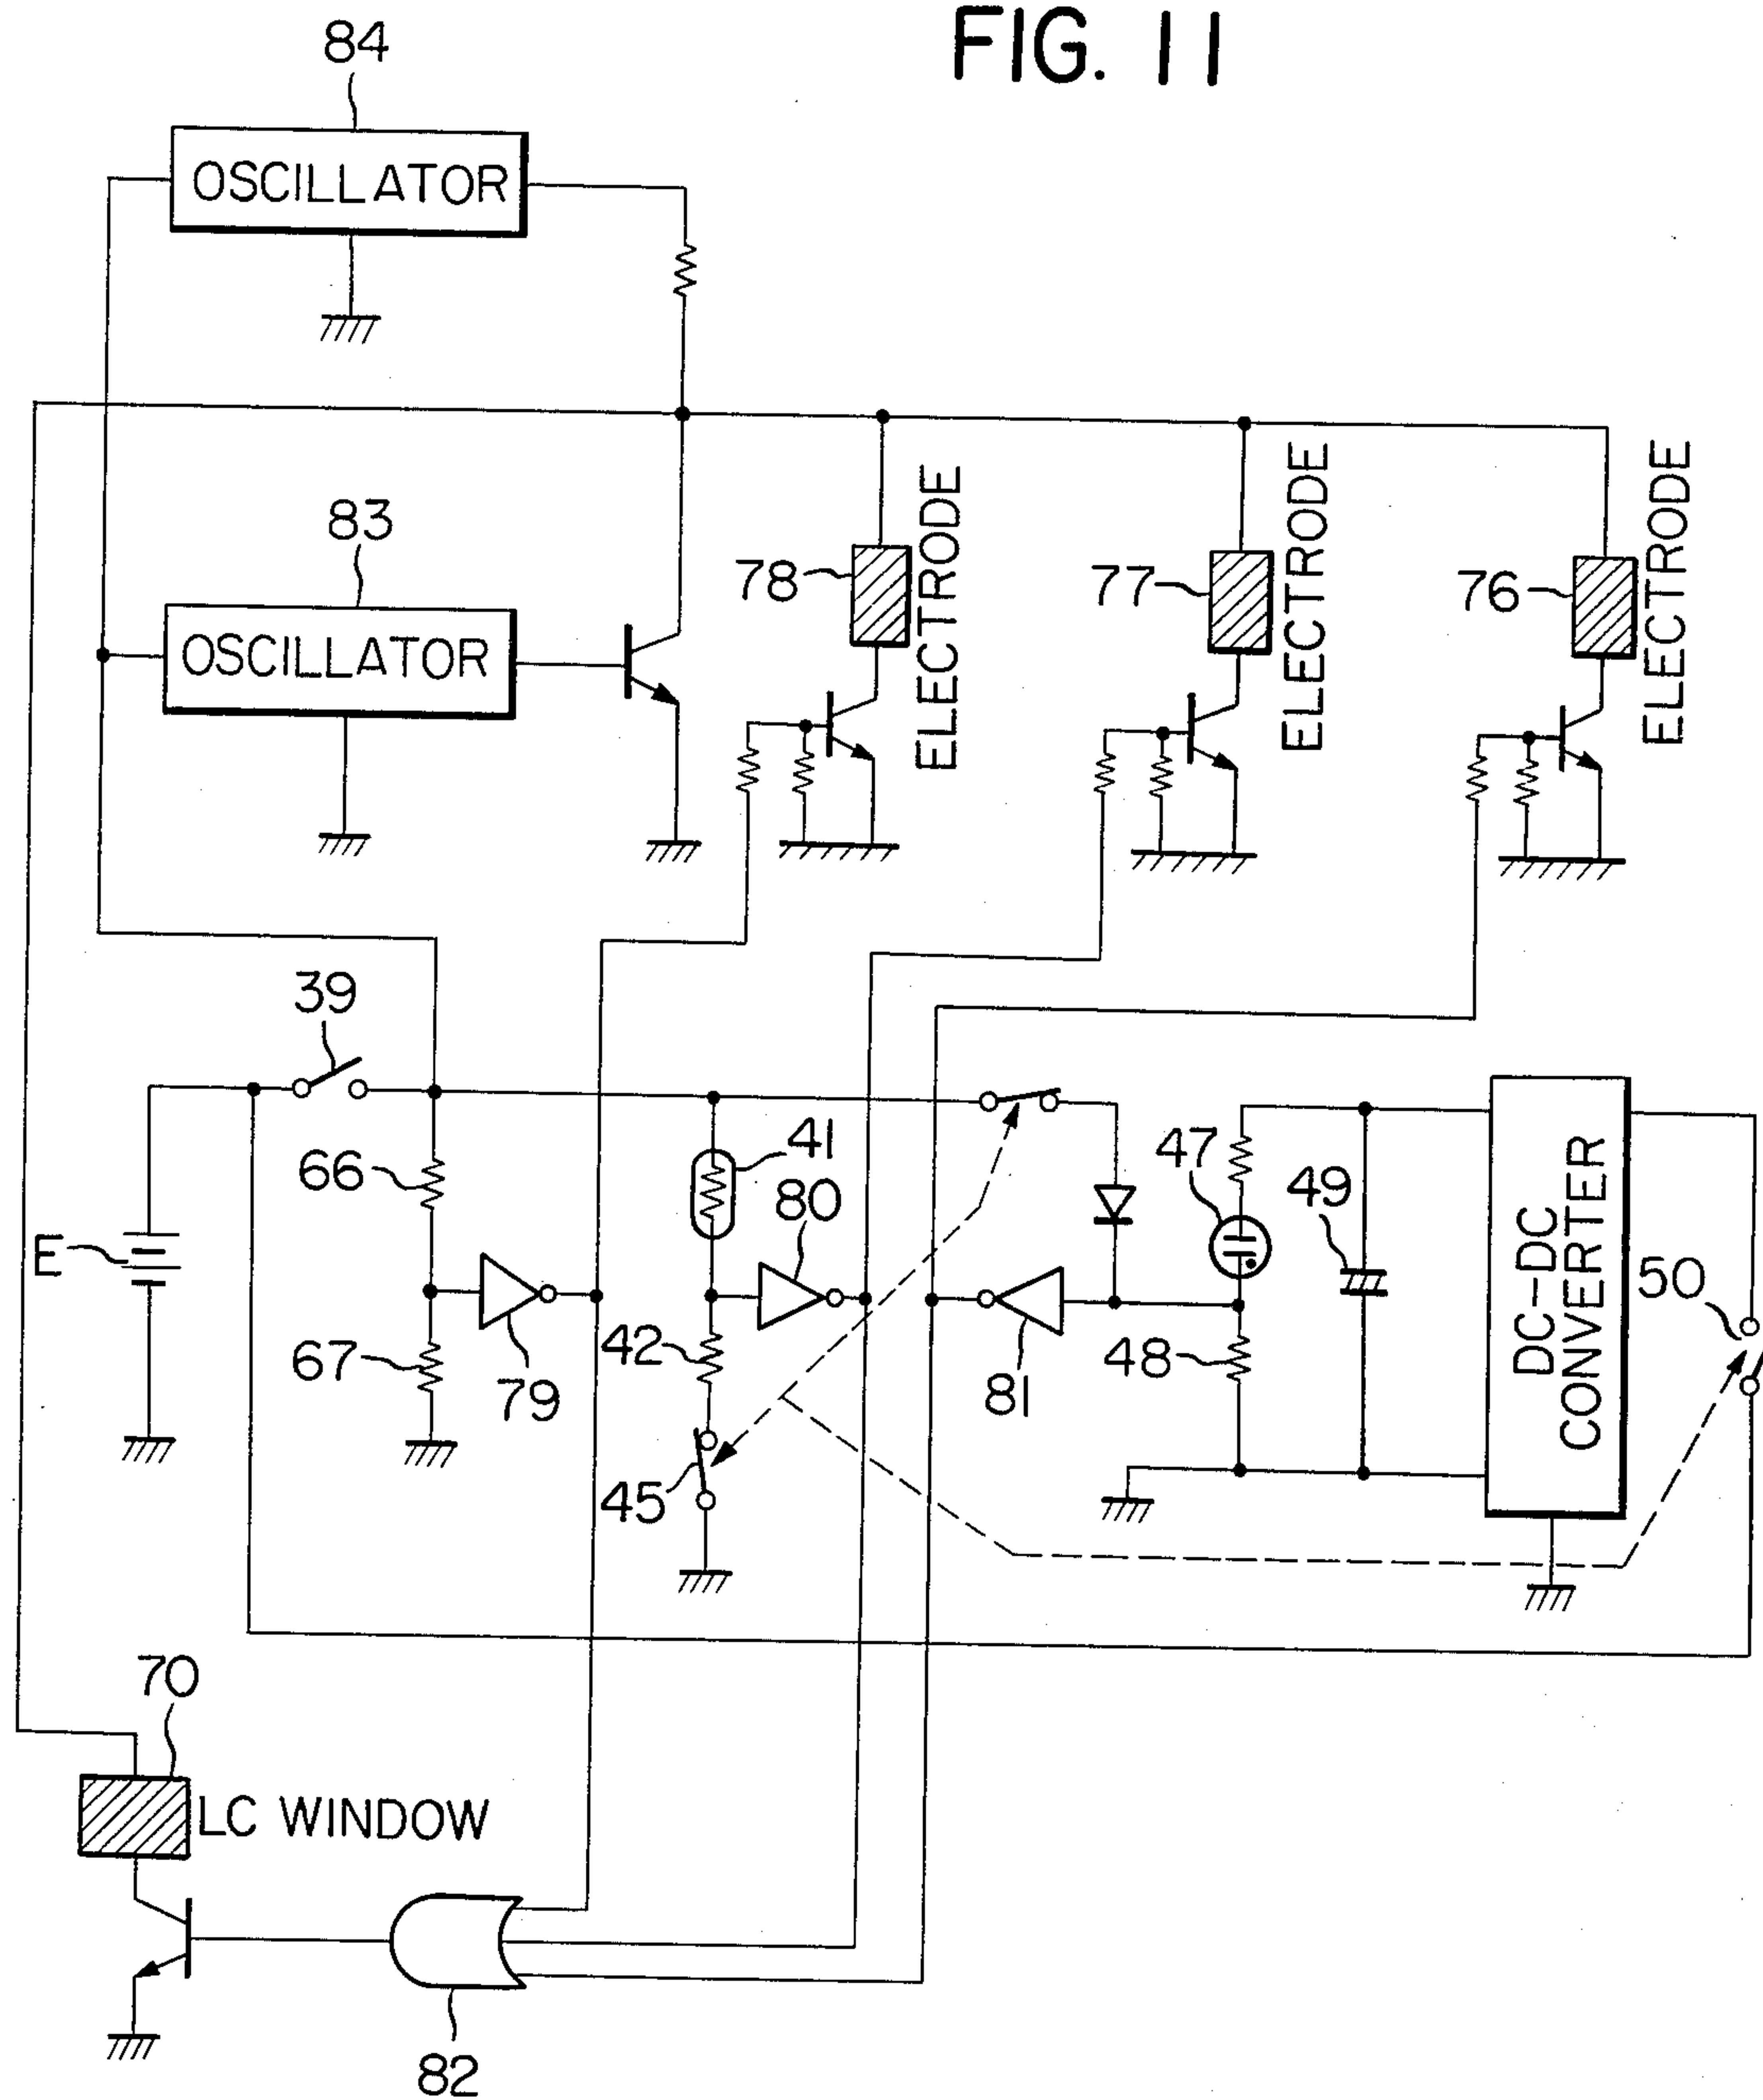 FIG. 11
84
OSCILLATOR
83
OSCILLATOR
78
ELECTRODE
77
ELECTRODE
76
ELECTRODE
39
66
41
80
47
49
E
DC-DC
CONVERTER
50
67
79
42
81
48
45
70
LC WINDOW
82